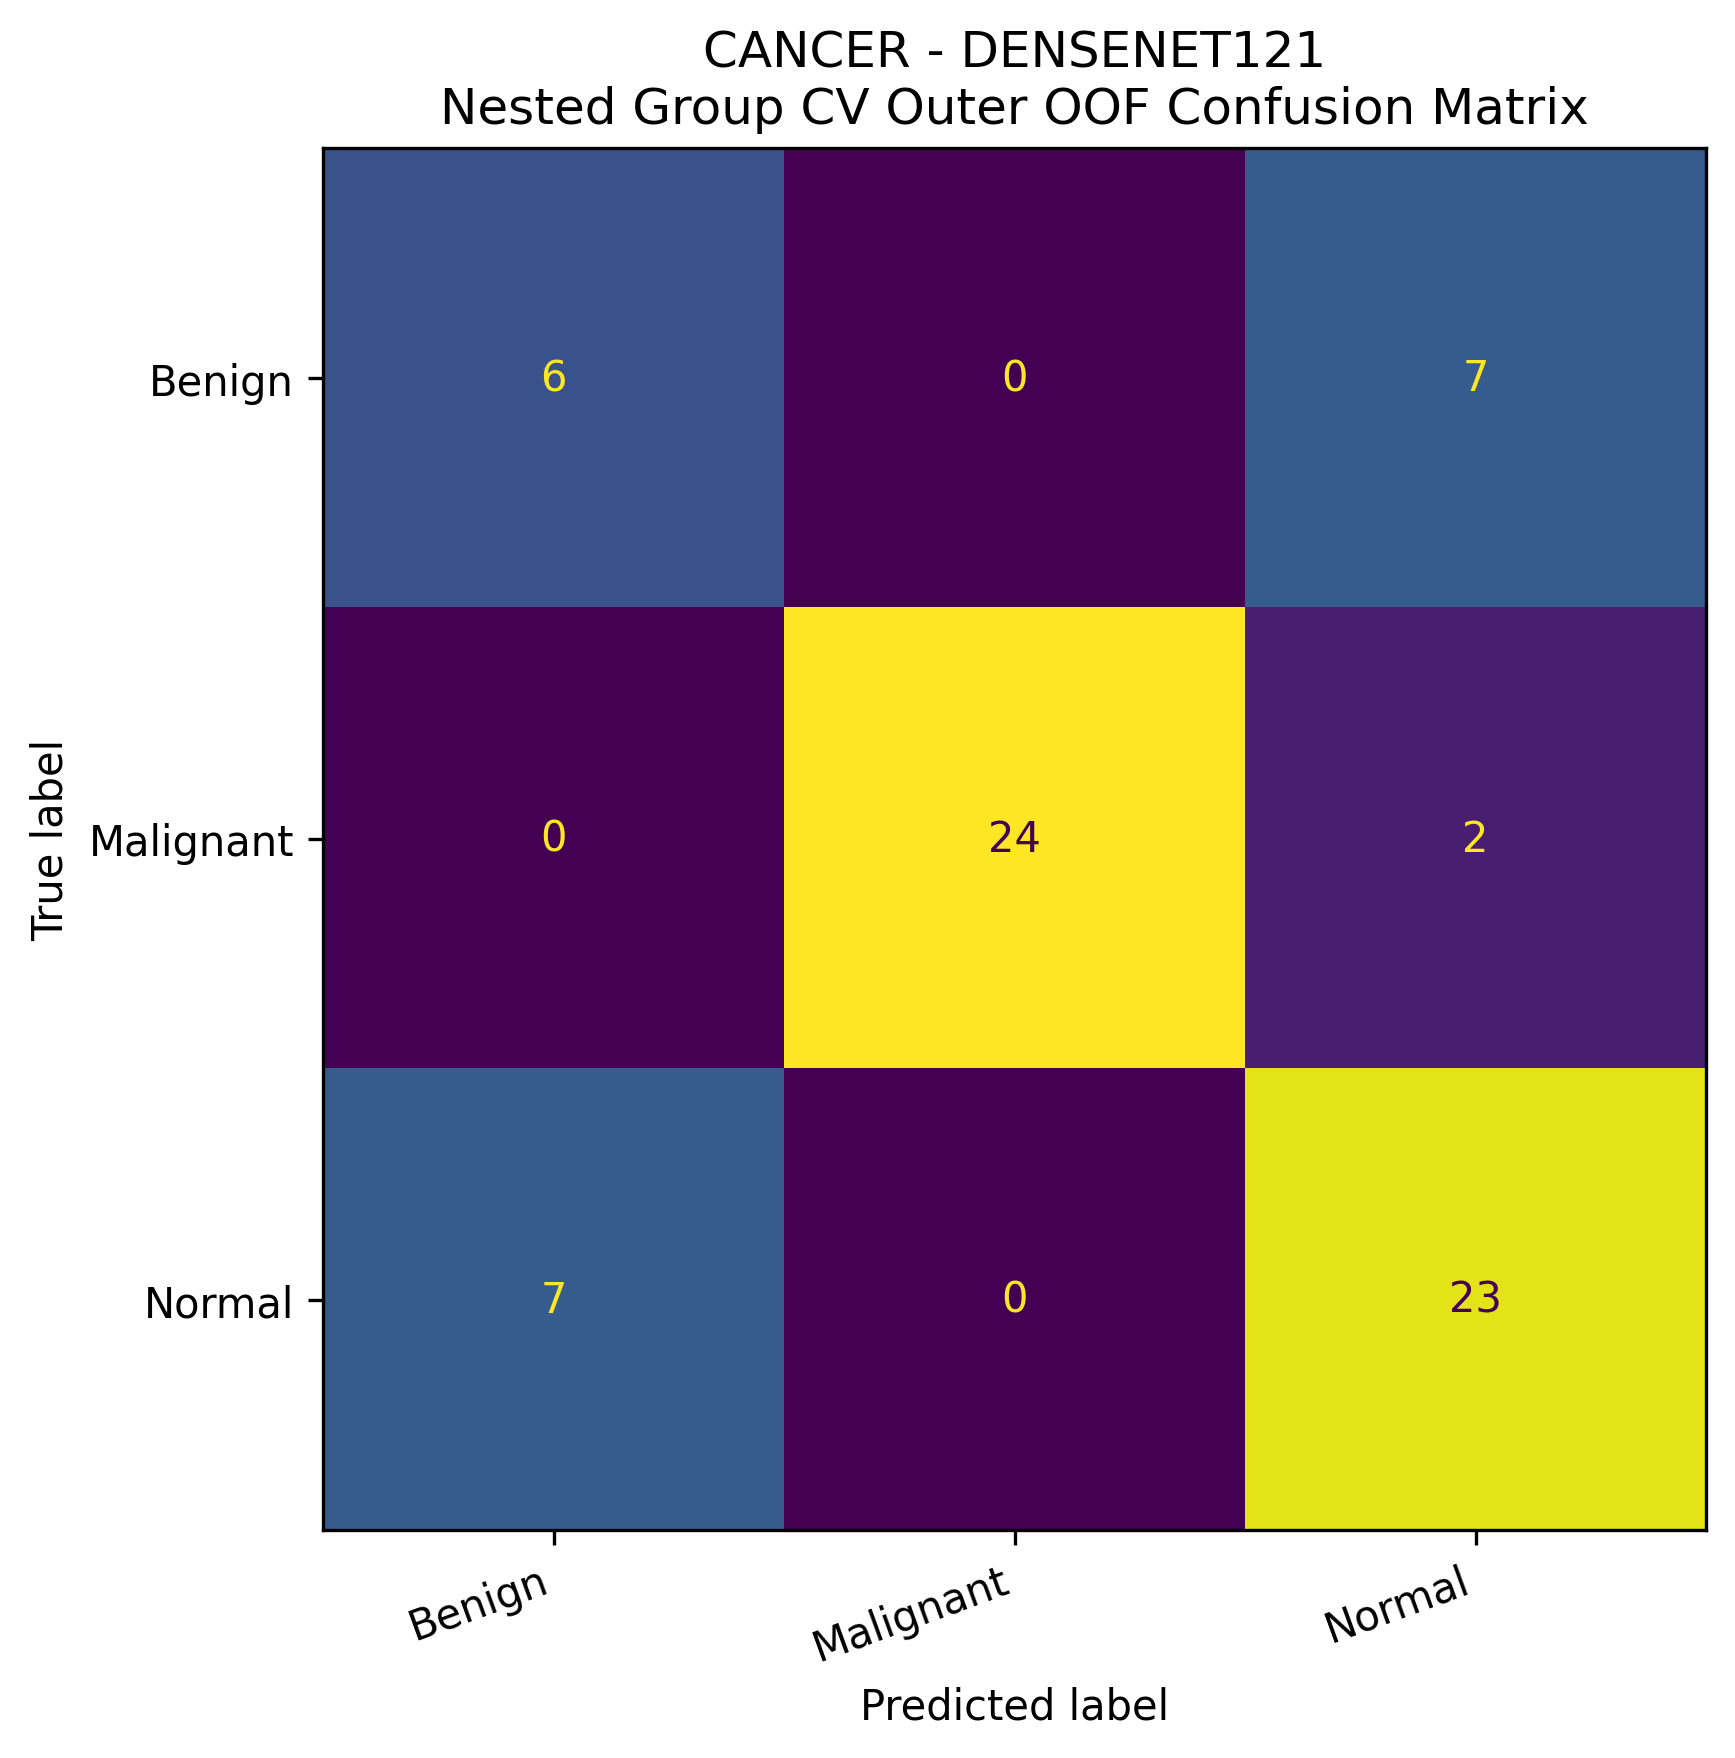 CANCER - DENSENET121
Nested Group CV Outer OOF Confusion Matrix
True label
Benign 6 0 7
Malignant 0 24 2
Normal 7 0 23
Benign Malignant Normal
Predicted label